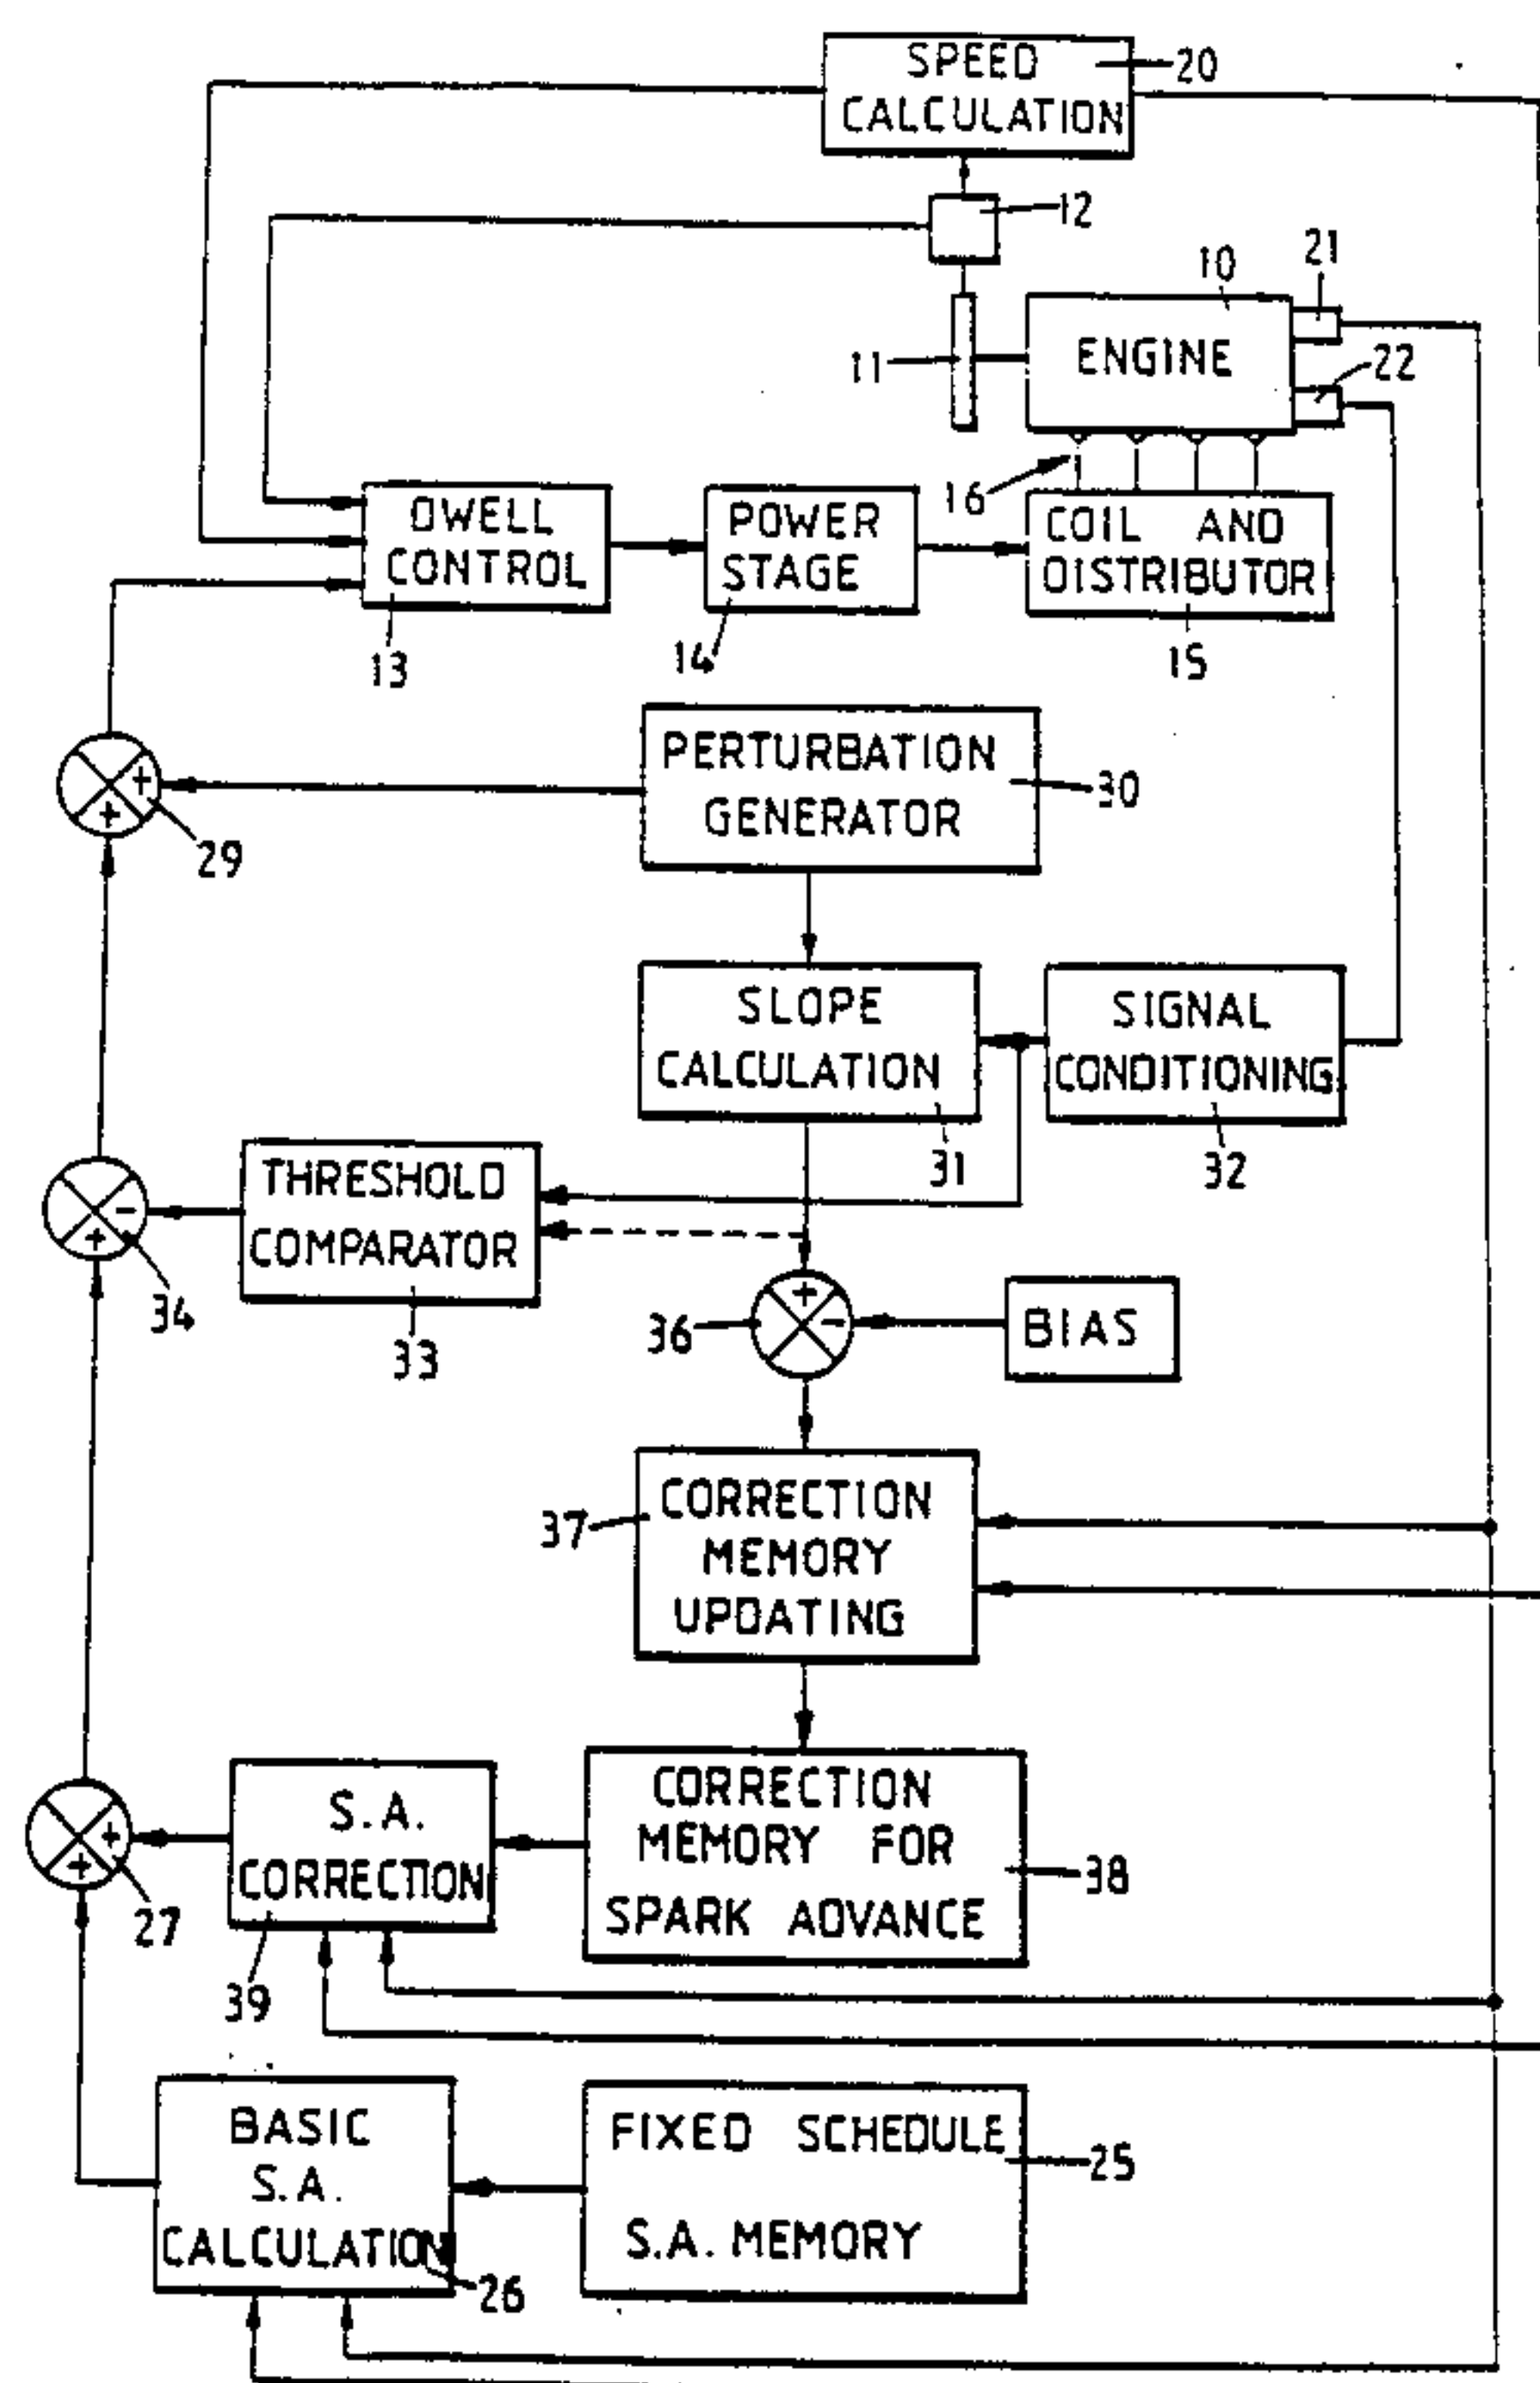 SPEED
CALCULATION
20
12
10
21
ENGINE
11
22
16
DWELL
CONTROL
POWER
STAGE
COIL AND
DISTRIBUTOR
13
14
15
PERTURBATION
GENERATOR
30
+
+
29
SLOPE
CALCULATION
SIGNAL
CONDITIONING
31
32
THRESHOLD
COMPARATOR
-
+
34
33
36
+
-
BIAS
37
CORRECTION
MEMORY
UPDATING
S.A.
CORRECTION
CORRECTION
MEMORY FOR
SPARK ADVANCE
38
+
+
27
39
BASIC
S.A.
CALCULATION
26
FIXED SCHEDULE
S.A. MEMORY
25